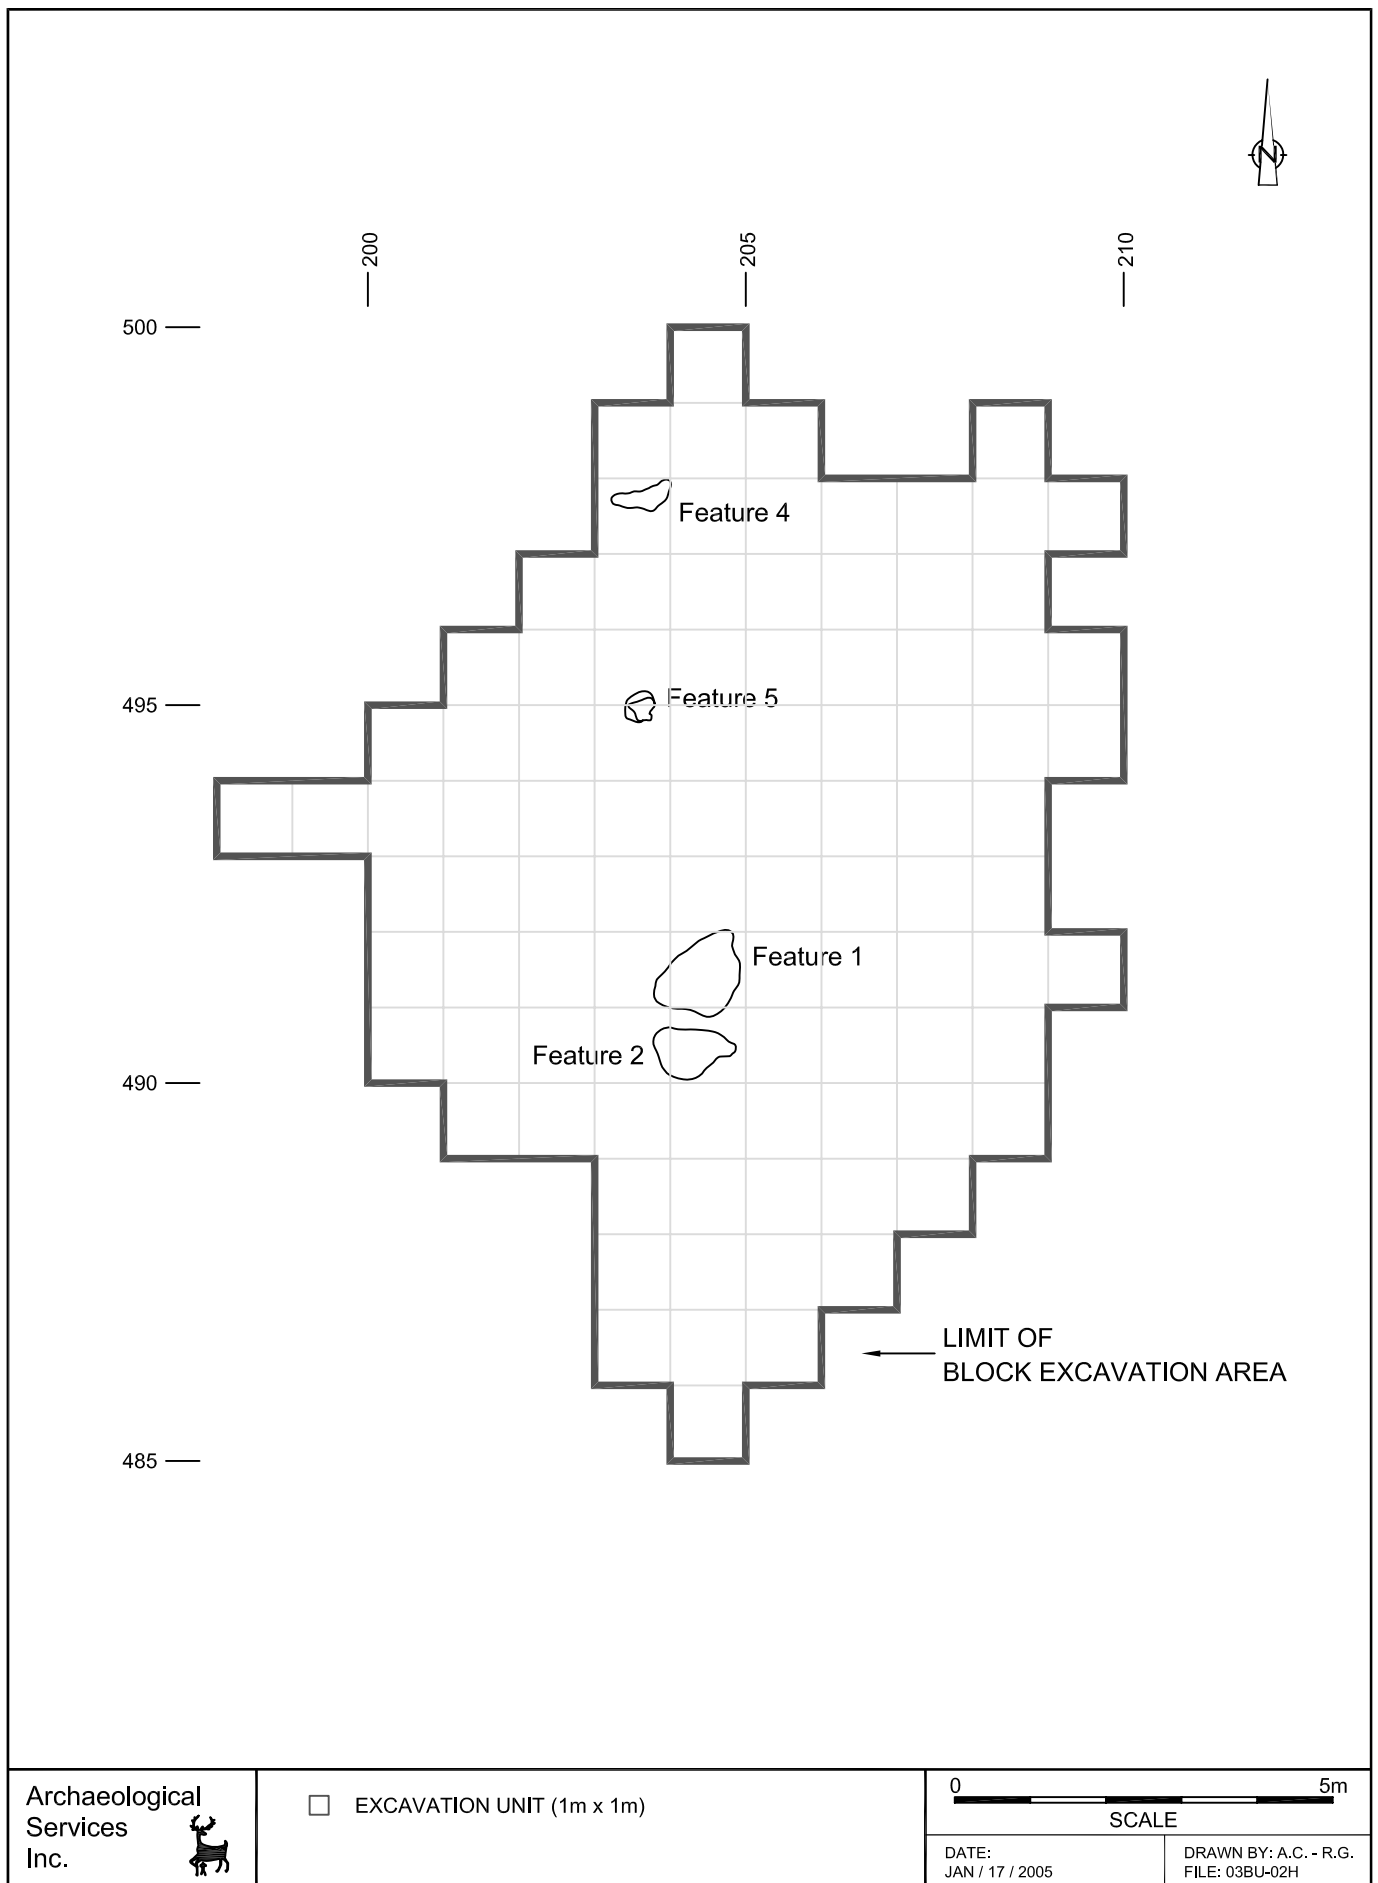 N
200
205
210
500
Feature 4
495
Feature 5
Feature 1
Feature 2
490
LIMIT OF
BLOCK EXCAVATION AREA
485
Archaeological
Services
Inc.
EXCAVATION UNIT (1m x 1m)
0 5m
SCALE
DATE:
JAN / 17 / 2005
DRAWN BY: A.C. - R.G.
FILE: 03BU-02H